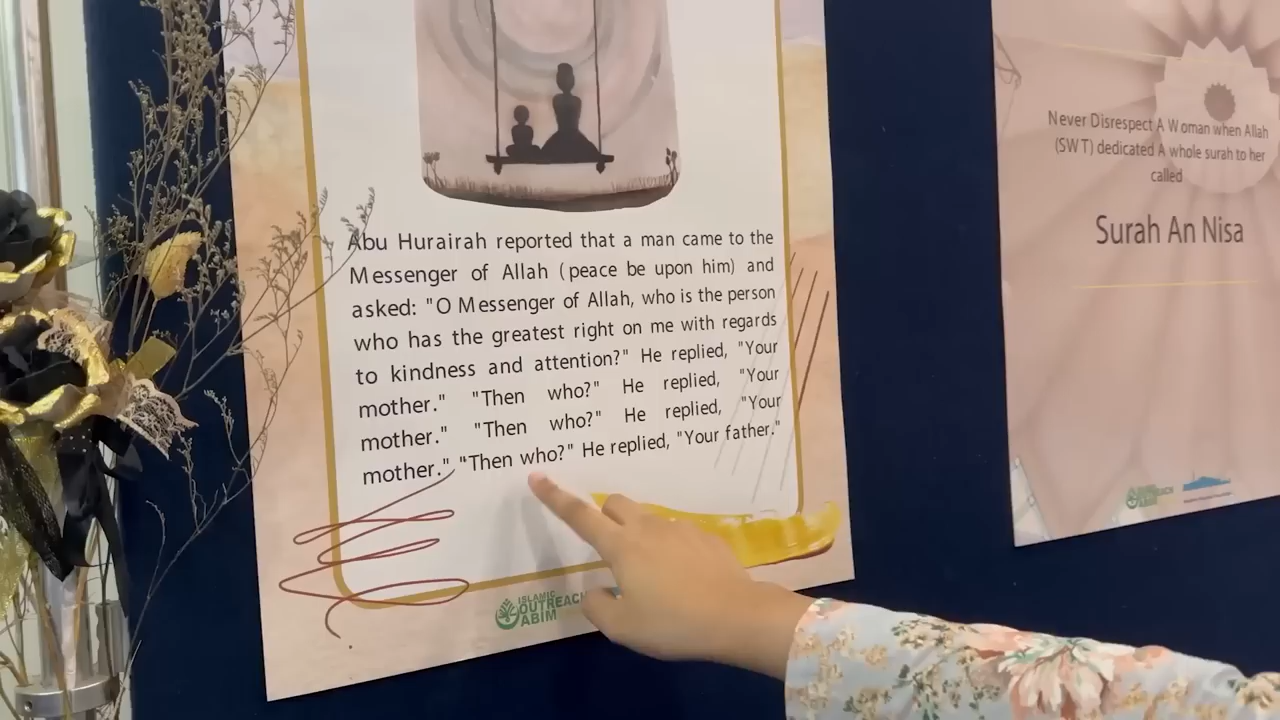 Abu Hurairah reported that a man came to the
Messenger of Allah (peace be upon him) and
asked: "O Messenger of Allah, who is the person
who has the greatest right on me with regards
to kindness and attention?" He replied, "Your
mother." "Then who?" He replied, "Your
mother." "Then who?" He replied, "Your
mother." "Then who?" He replied, "Your father."
ISLAMIC
OUTREACH
ABIM
Never Disrespect A Woman when Allah
(SWT) dedicated A whole surah to her
called
Surah An Nisa